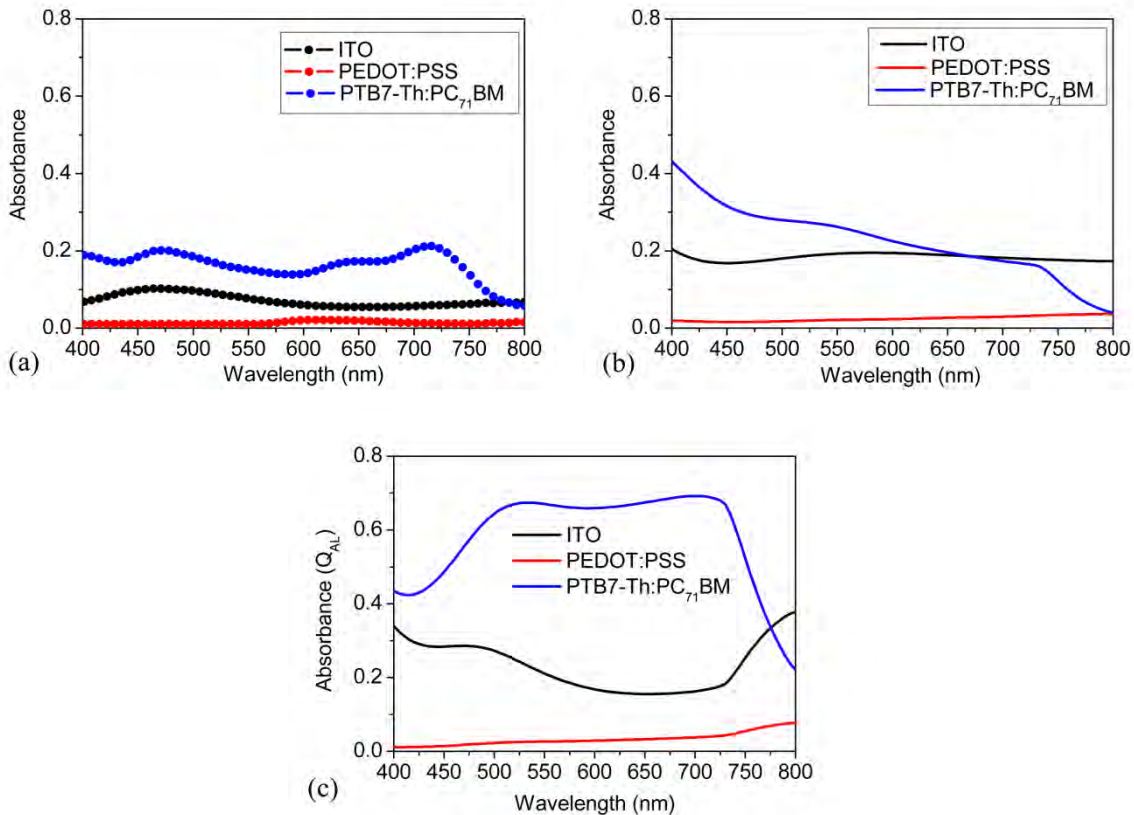 0.8
0.6
0.4
0.2
0.0
Absorbance
ITO
PEDOT:PSS
PTB7-Th:PC71BM
400 450 500 550 600 650 700 750 800
Wavelength (nm)
(a)
0.8
0.6
0.4
0.2
0.0
Absorbance
ITO
PEDOT:PSS
PTB7-Th:PC71BM
400 450 500 550 600 650 700 750 800
Wavelength (nm)
(b)
0.8
0.6
0.4
0.2
0.0
Absorbance (QAL)
ITO
PEDOT:PSS
PTB7-Th:PC71BM
400 450 500 550 600 650 700 750 800
Wavelength (nm)
(c)